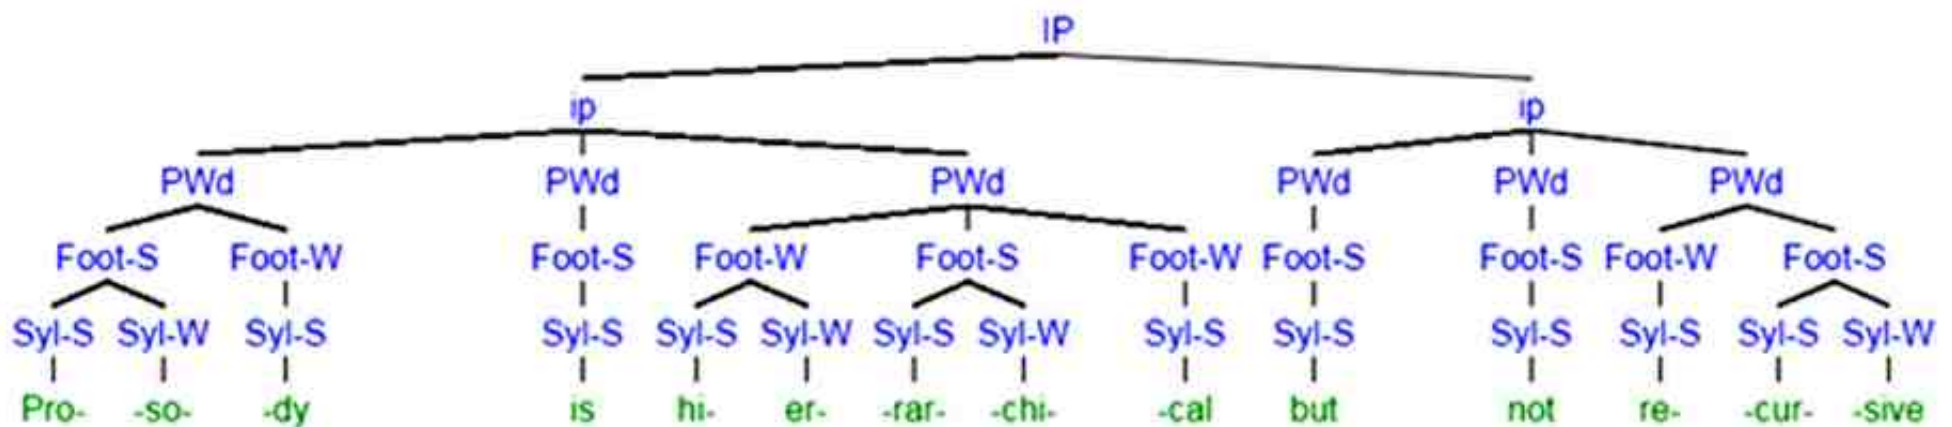 IP
ip ip
PWd PWd PWd PWd PWd PWd
Foot-S Foot-W Foot-S Foot-W Foot-S Foot-W Foot-S Foot-S Foot-W Foot-S
Syl-S Syl-W Syl-S Syl-S Syl-S Syl-W Syl-S Syl-W Syl-S Syl-S Syl-S Syl-S Syl-S Syl-W
Pro- -so- -dy is hi- er- -rar- -chi- -cal but not re- -cur- -sive